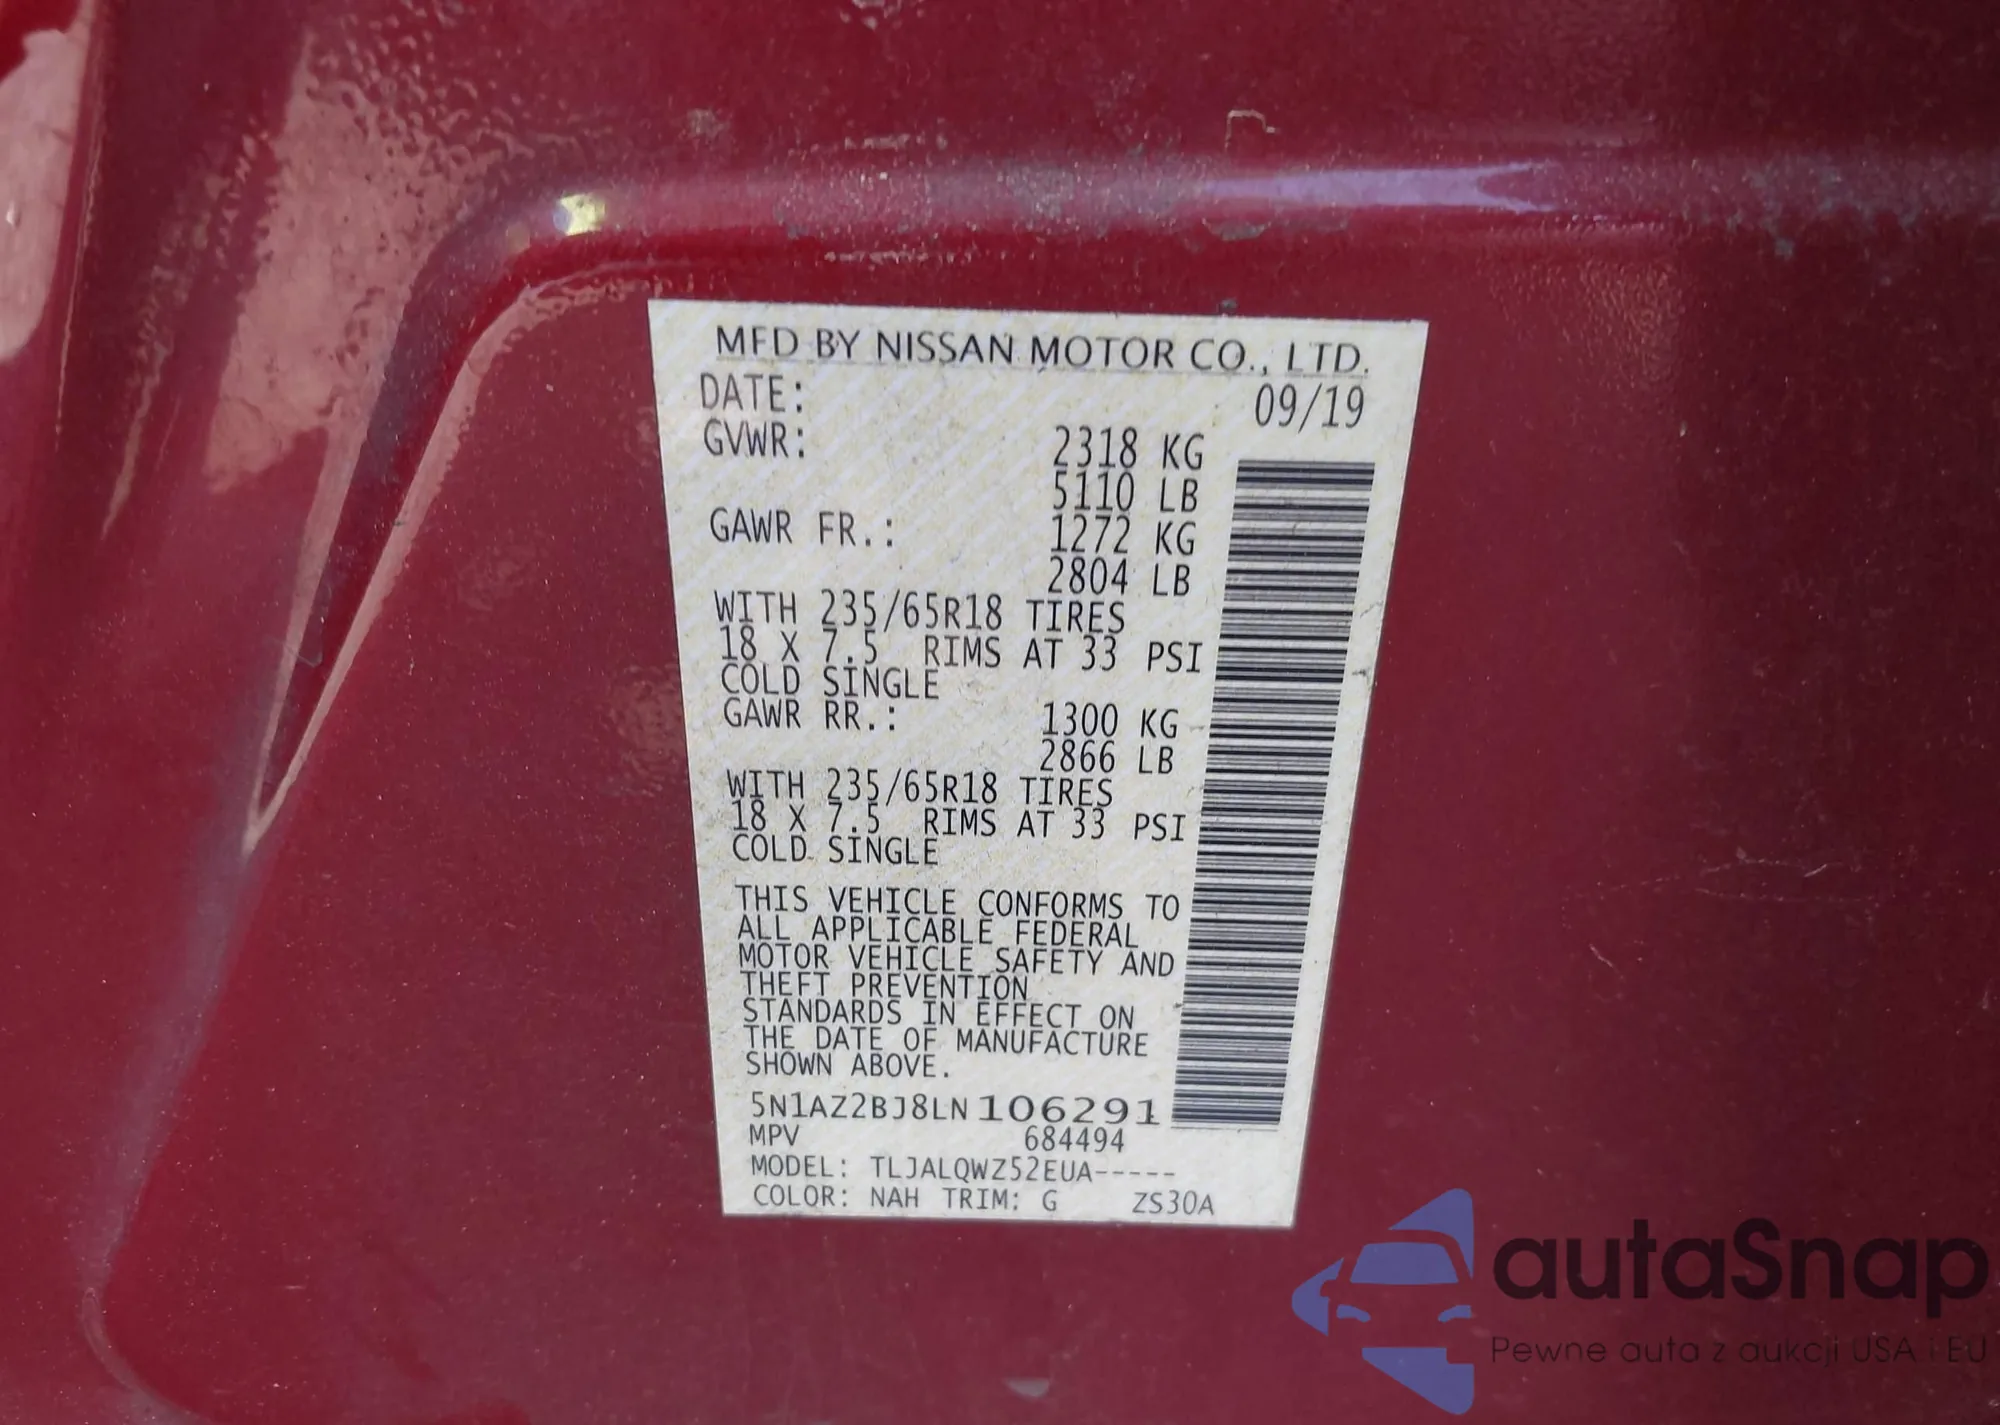 MFD BY NISSAN MOTOR CO., LTD.
DATE: 09/19
GVWR: 2318 KG
5110 LB
GAWR FR.: 1272 KG
2804 LB
WITH 235/65R18 TIRES
18 X 7.5 RIMS AT 33 PSI
COLD SINGLE
GAWR RR.: 1300 KG
2866 LB
WITH 235/65R18 TIRES
18 X 7.5 RIMS AT 33 PSI
COLD SINGLE
THIS VEHICLE CONFORMS TO
ALL APPLICABLE FEDERAL
MOTOR VEHICLE SAFETY AND
THEFT PREVENTION
STANDARDS IN EFFECT ON
THE DATE OF MANUFACTURE
SHOWN ABOVE.
5N1AZ2BJ8LN106291
MPV 684494
MODEL: TLJALQWZ52EUA-----
COLOR: NAH TRIM: G ZS30A
autaSnap
Pewne auta z aukcji USA i EU